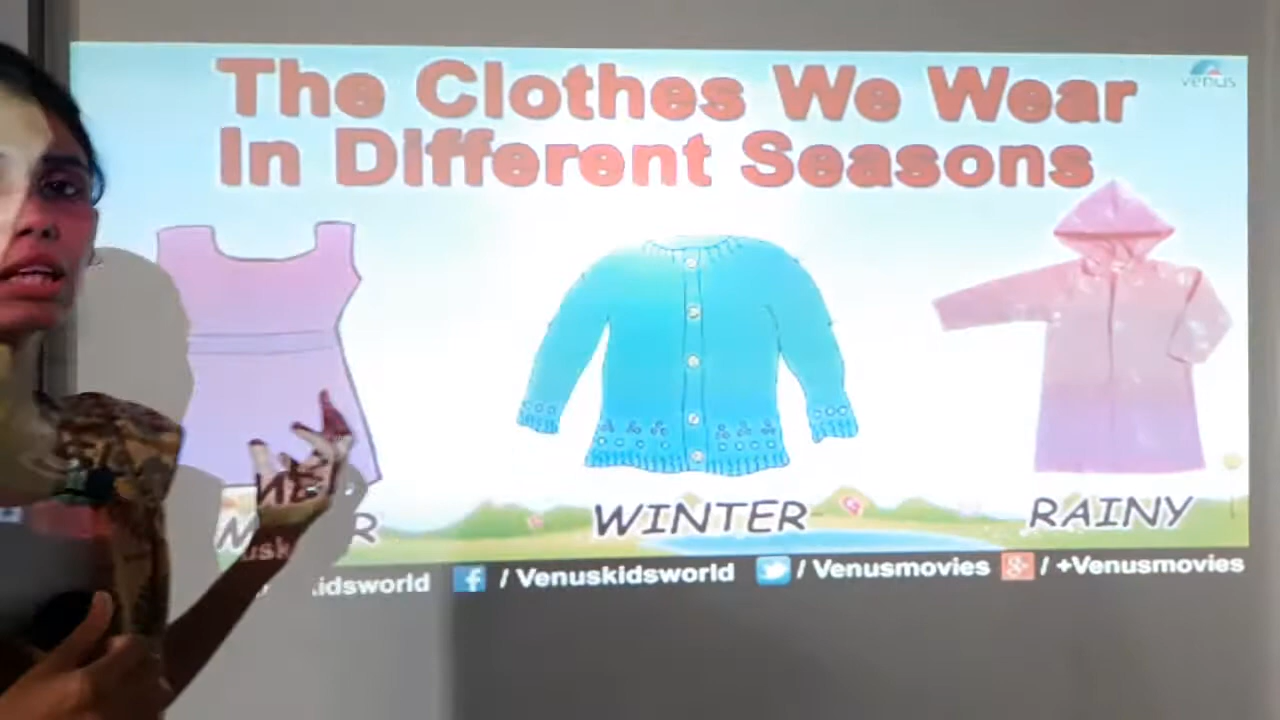 The Clothes We Wear
In Different Seasons
venus
WINTER
RAINY
/ Venuskidsworld
/ Venusmovies
/ +Venusmovies